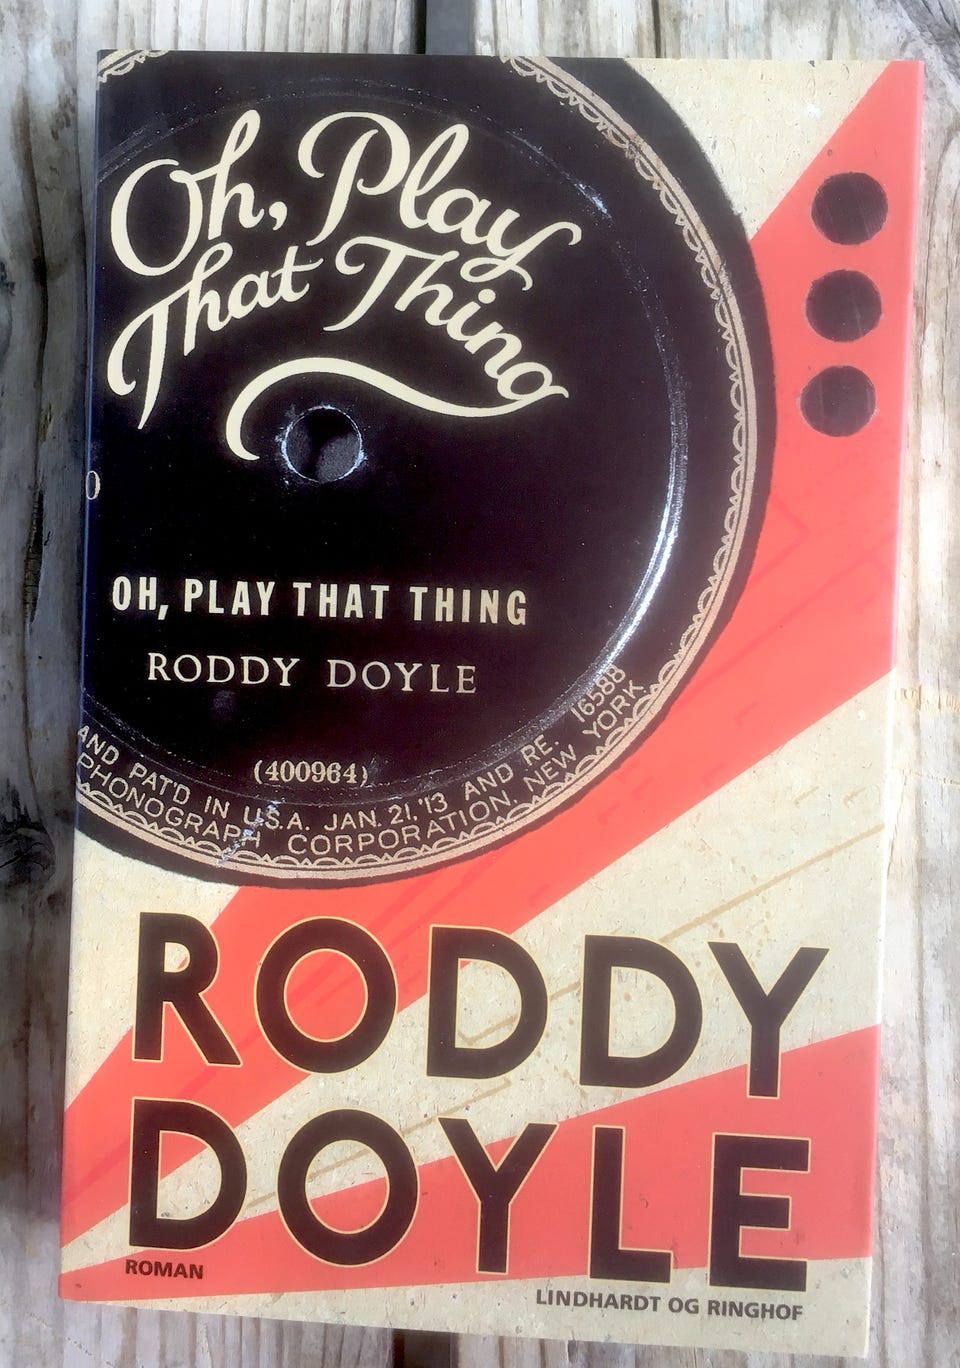 Oh, Play
That Thing
OH, PLAY THAT THING
RODDY DOYLE
16588
(400964)
AND PAT'D IN U.S.A. JAN. 21,'13 AND RE.
PHONOGRAPH CORPORATION, NEW YORK
RODDY
DOYLE
ROMAN
LINDHARDT OG RINGHOF